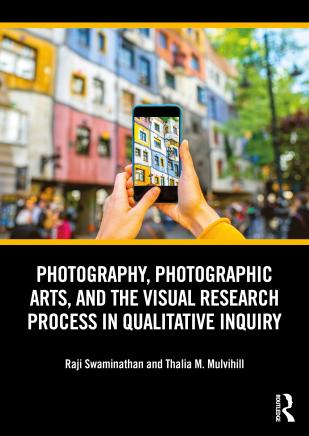 PHOTOGRAPHY, PHOTOGRAPHIC
ARTS, AND THE VISUAL RESEARCH
PROCESS IN QUALITATIVE INQUIRY
Raji Swaminathan and Thalia M. Mulvihill
ROUTLEDGE